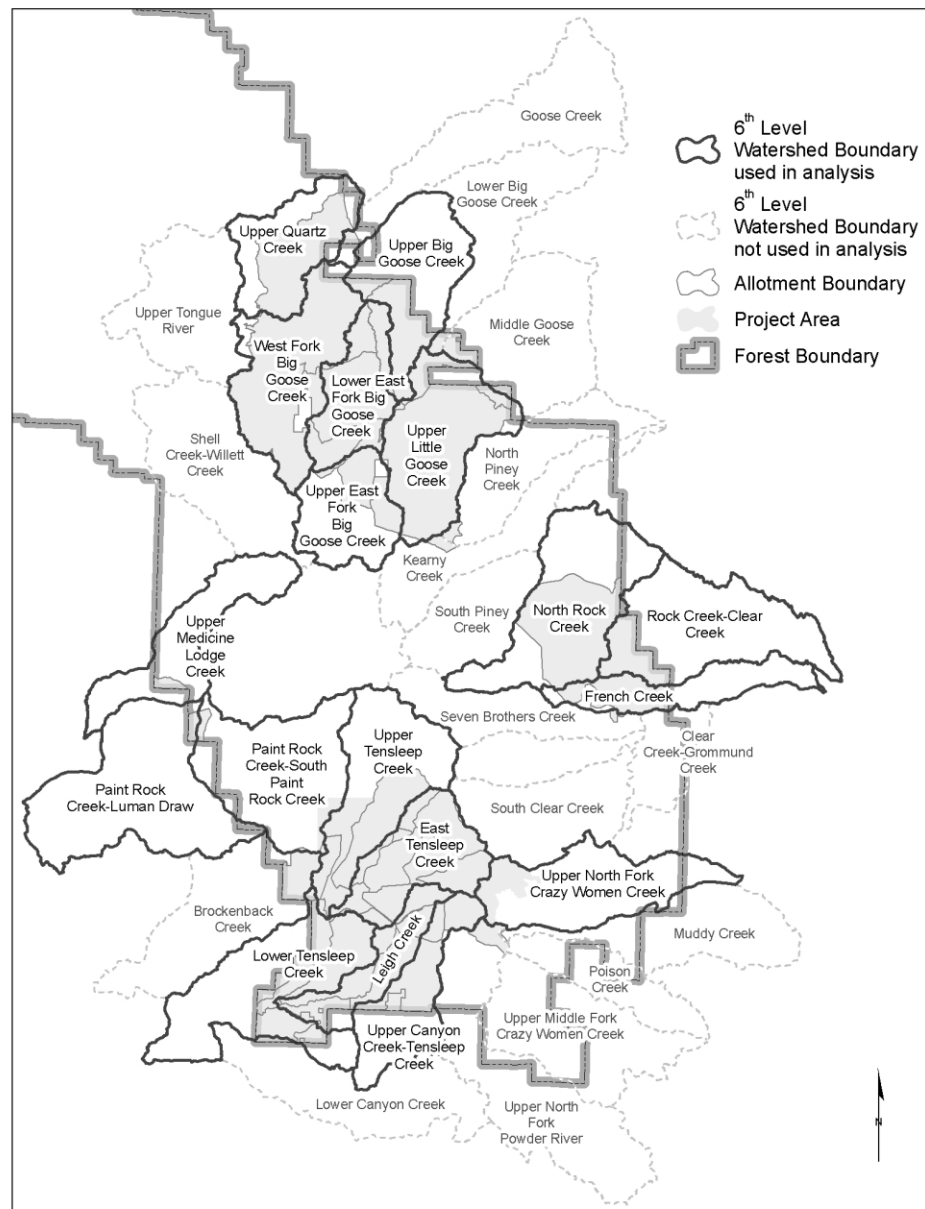 Goose Creek
6th Level
Watershed Boundary
used in analysis
Lower Big
Goose Creek
6th Level
Watershed Boundary
not used in analysis
Upper Quartz
Creek
Upper Big
Goose Creek
Allotment Boundary
Upper Tongue
River
Middle Goose
Creek
Project Area
West Fork
Big
Goose
Creek
Forest Boundary
Lower East
Fork Big
Goose
Creek
Upper
Little
Goose
Creek
Shell
Creek-Willett
Creek
North
Piney
Creek
Upper East
Fork
Big
Goose Creek
Kearny
Creek
Upper
Medicine
Lodge
Creek
South Piney
Creek
North Rock
Creek
Rock Creek-Clear
Creek
French Creek
Seven Brothers Creek
Clear
Creek-Grommund
Creek
Paint Rock
Creek-South
Paint
Rock Creek
Upper
Tensleep
Creek
Paint Rock
Creek-Luman Draw
South Clear Creek
East
Tensleep
Creek
Upper North Fork
Crazy Women Creek
Brockenback
Creek
Muddy Creek
Lower Tensleep
Creek
Leigh Creek
Poison
Creek
Upper Middle Fork
Crazy Women Creek
Upper Canyon
Creek-Tensleep
Creek
Lower Canyon Creek
Upper North
Fork
Powder River
N